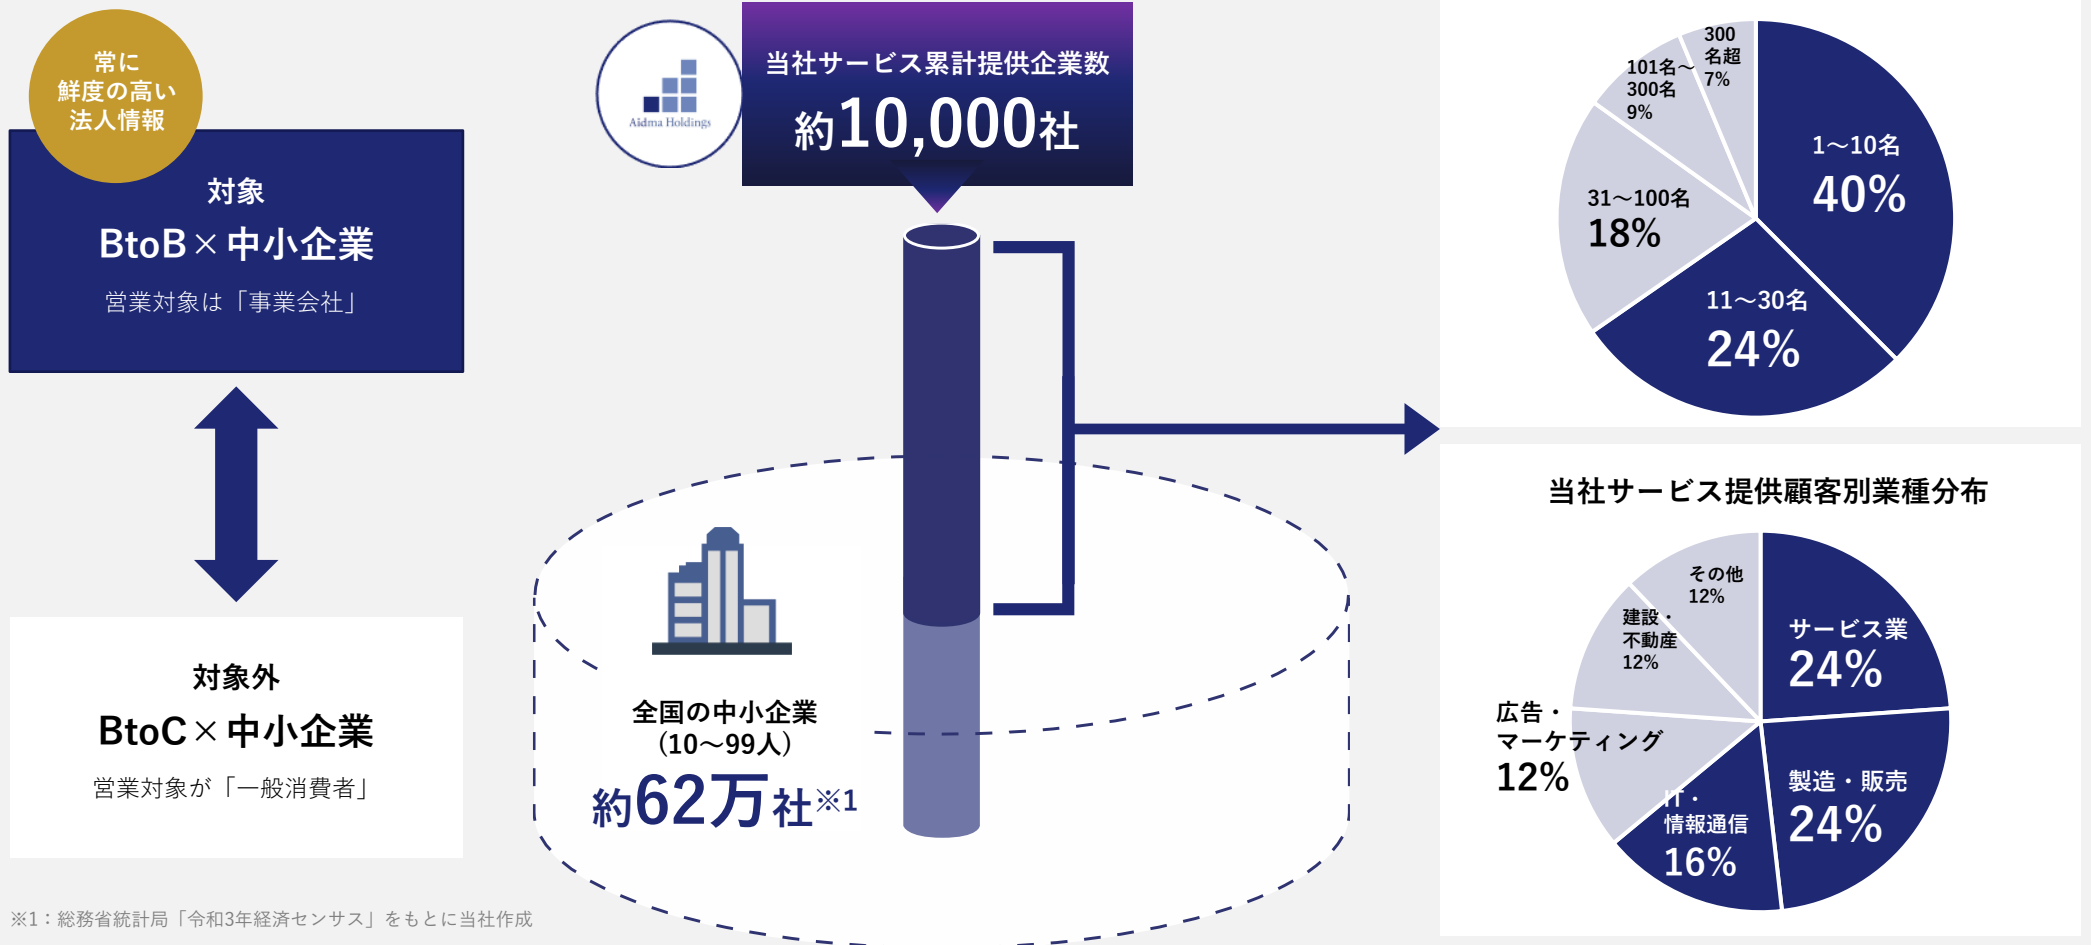 常に
鮮度の高い
法人情報
対象
BtoB×中小企業
営業対象は「事業会社」
対象外
BtoC×中小企業
営業対象が「一般消費者」
※1：総務省統計局「令和3年経済センサス」をもとに当社作成
Aidma Holdings
当社サービス累計提供企業数
約10,000社
全国の中小企業
(10〜99人)
約62万社※1
300
名超
7%
101名〜
300名
9%
31〜100名
18%
1〜10名
40%
11〜30名
24%
当社サービス提供顧客別業種分布
その他
12%
建設・
不動産
12%
広告・
マーケティング
12%
IT・
情報通信
16%
サービス業
24%
製造・販売
24%